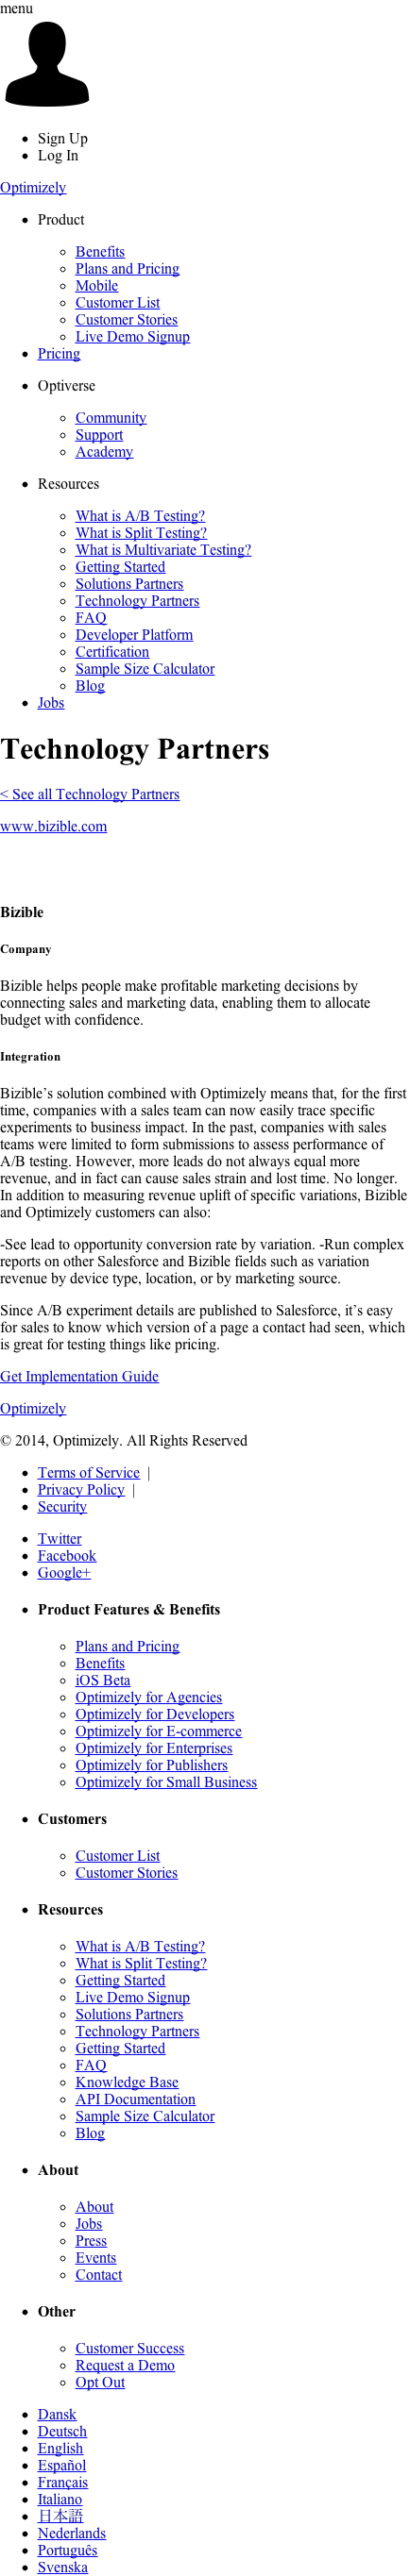 menu
Sign Up
Log In
Optimizely
Product
Benefits
Plans and Pricing
Mobile
Customer List
Customer Stories
Live Demo Signup
Pricing
Optiverse
Community
Support
Academy
Resources
What is A/B Testing?
What is Split Testing?
What is Multivariate Testing?
Getting Started
Solutions Partners
Technology Partners
FAQ
Developer Platform
Certification
Sample Size Calculator
Blog
Jobs
Technology Partners
< See all Technology Partners
www.bizible.com
Bizible
Company
Bizible helps people make profitable marketing decisions by
connecting sales and marketing data, enabling them to allocate
budget with confidence.
Integration
Bizible’s solution combined with Optimizely means that, for the first
time, companies with a sales team can now easily trace specific
experiments to business impact. In the past, companies with sales
teams were limited to form submissions to assess performance of
A/B testing. However, more leads do not always equal more
revenue, and in fact can cause sales strain and lost time. No longer.
In addition to measuring revenue uplift of specific variations, Bizible
and Optimizely customers can also:
-See lead to opportunity conversion rate by variation. -Run complex
reports on other Salesforce and Bizible fields such as variation
revenue by device type, location, or by marketing source.
Since A/B experiment details are published to Salesforce, it’s easy
for sales to know which version of a page a contact had seen, which
is great for testing things like pricing.
Get Implementation Guide
Optimizely
© 2014, Optimizely. All Rights Reserved
Terms of Service |
Privacy Policy |
Security
Twitter
Facebook
Google+
Product Features & Benefits
Plans and Pricing
Benefits
iOS Beta
Optimizely for Agencies
Optimizely for Developers
Optimizely for E-commerce
Optimizely for Enterprises
Optimizely for Publishers
Optimizely for Small Business
Customers
Customer List
Customer Stories
Resources
What is A/B Testing?
What is Split Testing?
Getting Started
Live Demo Signup
Solutions Partners
Technology Partners
Getting Started
FAQ
Knowledge Base
API Documentation
Sample Size Calculator
Blog
About
About
Jobs
Press
Events
Contact
Other
Customer Success
Request a Demo
Opt Out
Dansk
Deutsch
English
Español
Français
Italiano
日本語
Nederlands
Português
Svenska